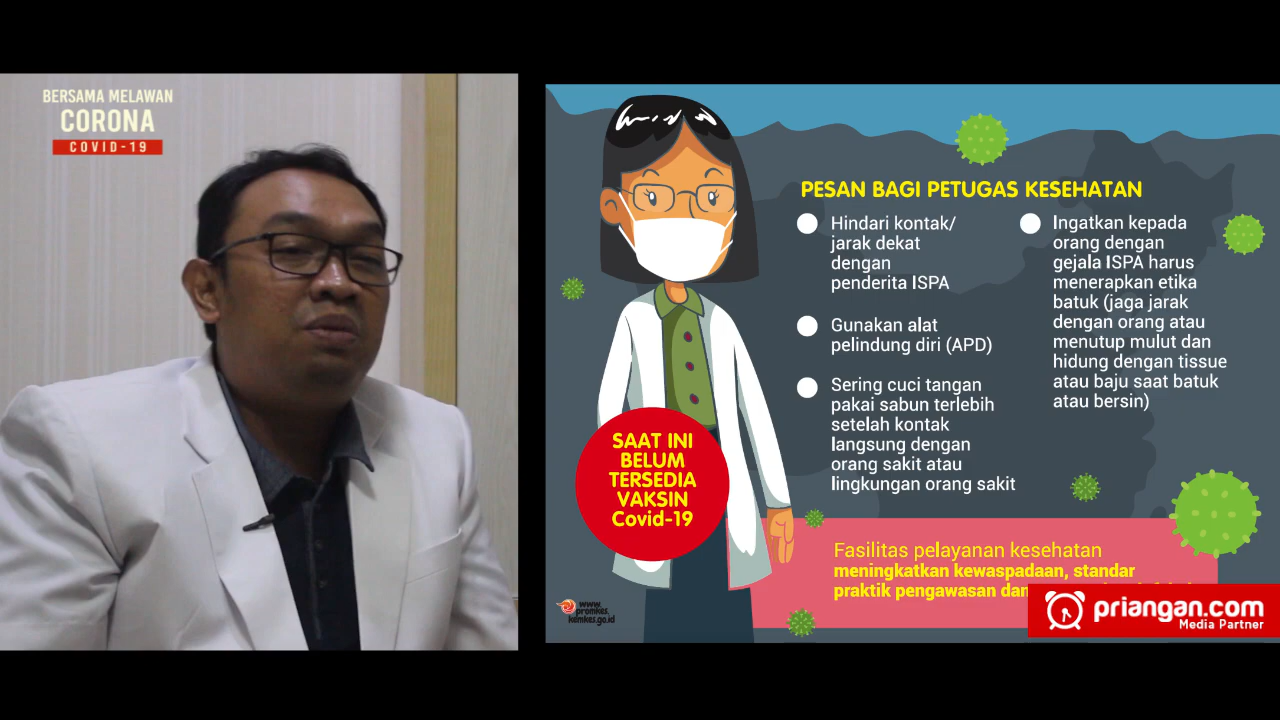 BERSAMA MELAWAN
CORONA
COVID-19
PESAN BAGI PETUGAS KESEHATAN
Hindari kontak/
jarak dekat
dengan
penderita ISPA
Gunakan alat
pelindung diri (APD)
Sering cuci tangan
pakai sabun terlebih
setelah kontak
langsung dengan
orang sakit atau
lingkungan orang sakit
Ingatkan kepada
orang dengan
gejala ISPA harus
menerapkan etika
batuk (jaga jarak
dengan orang atau
menutup mulut dan
hidung dengan tissue
atau baju saat batuk
atau bersin)
SAAT INI
BELUM
TERSEDIA
VAKSIN
Covid-19
Fasilitas pelayanan kesehatan
meningkatkan kewaspadaan, standar
praktik pengawasan dan
www.
promkes.
kemkes.go.id
priangan.com
Media Partner